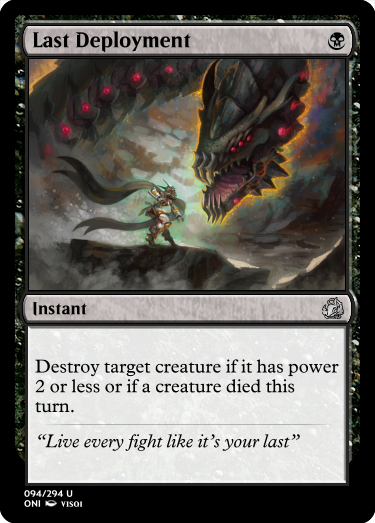 Last Deployment
Instant
Destroy target creature if it has power
2 or less or if a creature died this
turn.
“Live every fight like it’s your last”
094/294 U
ONI VISOI